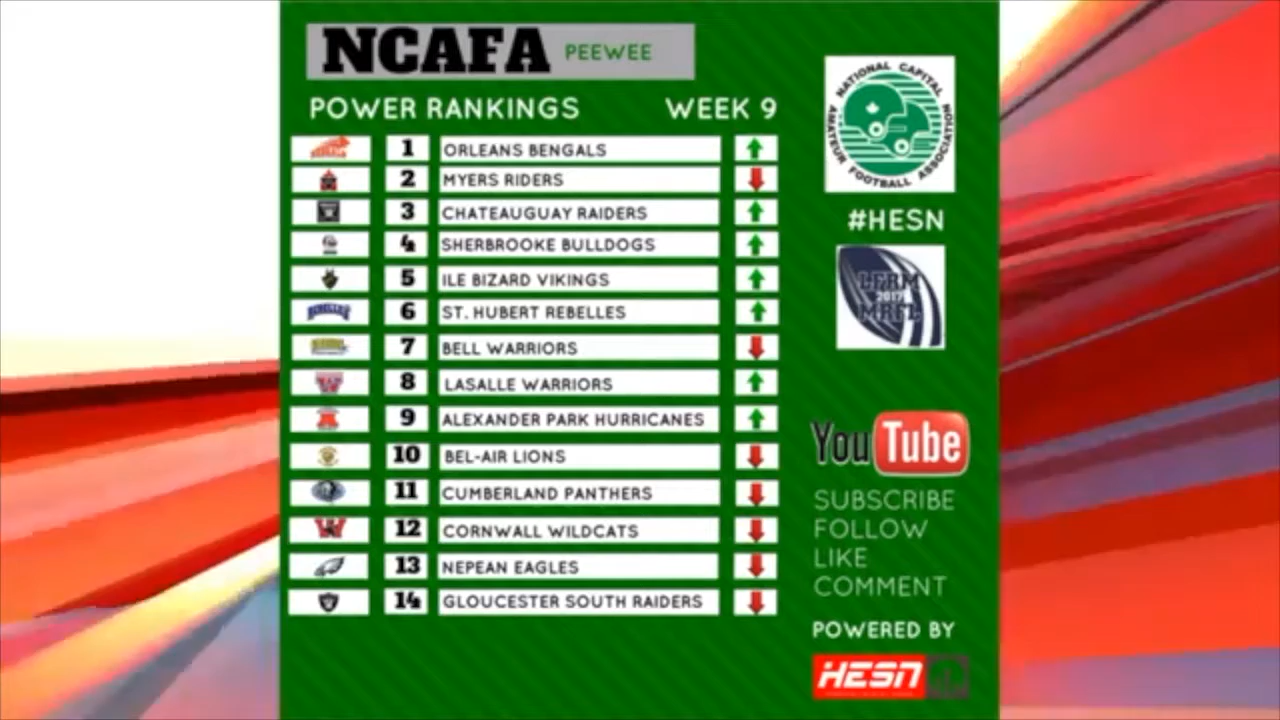 NCAFA PEEWEE
POWER RANKINGS WEEK 9
1 ORLEANS BENGALS
2 MYERS RIDERS
3 CHATEAUGUAY RAIDERS
4 SHERBROOKE BULLDOGS
5 ILE BIZARD VIKINGS
REBELLES 6 ST. HUBERT REBELLES
7 BELL WARRIORS
8 LASALLE WARRIORS
9 ALEXANDER PARK HURRICANES
10 BEL-AIR LIONS
11 CUMBERLAND PANTHERS
W 12 CORNWALL WILDCATS
13 NEPEAN EAGLES
14 GLOUCESTER SOUTH RAIDERS
NATIONAL CAPITAL
AMATEUR FOOTBALL ASSOCIATION
#HESN
LFRM
2017
MRFL
YouTube
SUBSCRIBE
FOLLOW
LIKE
COMMENT
POWERED BY
HESN